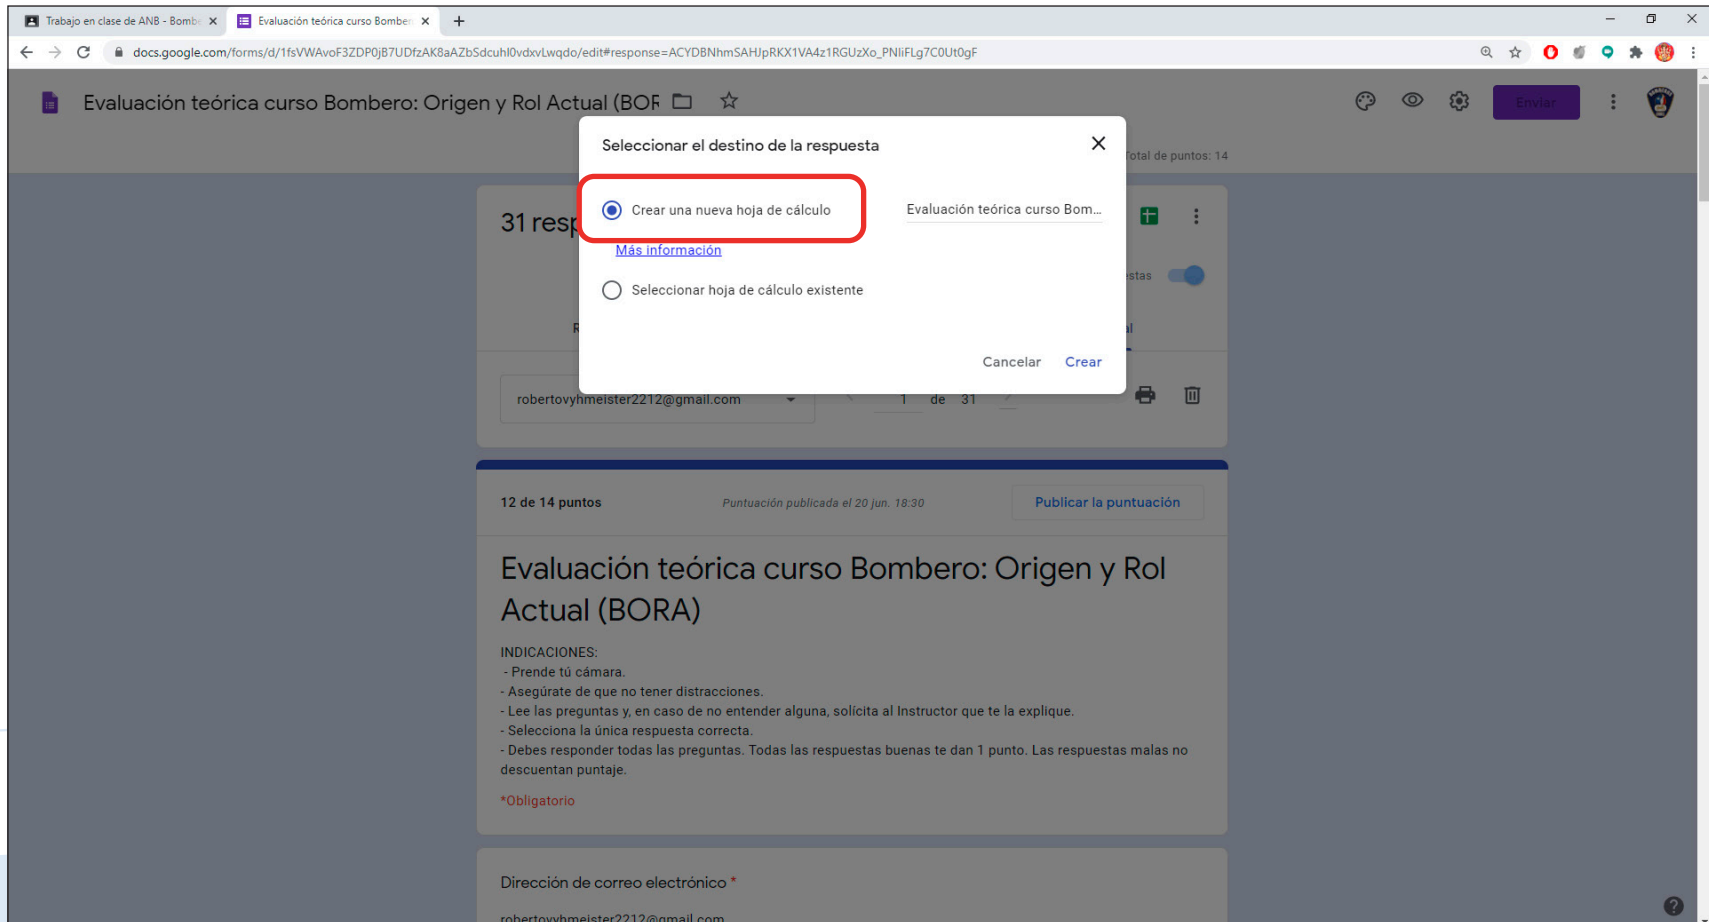 Trabajo en clase de ANB - Bombe
Evaluación teórica curso Bomber
docs.google.com/forms/d/1fsVWAvoF3ZDP0jB7UDfzAK8aAZbSdcuhl0vdxvLwqdo/edit#response=ACYDBNhmSAHJpRKX1VA4z1RGUzXo_PNIiFLg7C0Ut0gF
Evaluación teórica curso Bombero: Origen y Rol Actual (BOR
Enviar
Seleccionar el destino de la respuesta
Total de puntos: 14
31 resp
Crear una nueva hoja de cálculo
Evaluación teórica curso Bom...
Más información
stas
Seleccionar hoja de cálculo existente
R
al
Cancelar
Crear
robertovyhmeister2212@gmail.com
1 de 31
12 de 14 puntos
Puntuación publicada el 20 jun. 18:30
Publicar la puntuación
Evaluación teórica curso Bombero: Origen y Rol
Actual (BORA)
INDICACIONES:
- Prende tú cámara.
- Asegúrate de que no tener distracciones.
- Lee las preguntas y, en caso de no entender alguna, solícita al Instructor que te la explique.
- Selecciona la única respuesta correcta.
- Debes responder todas las preguntas. Todas las respuestas buenas te dan 1 punto. Las respuestas malas no
descuentan puntaje.
*Obligatorio
Dirección de correo electrónico *
robertovyhmeister2212@gmail.com